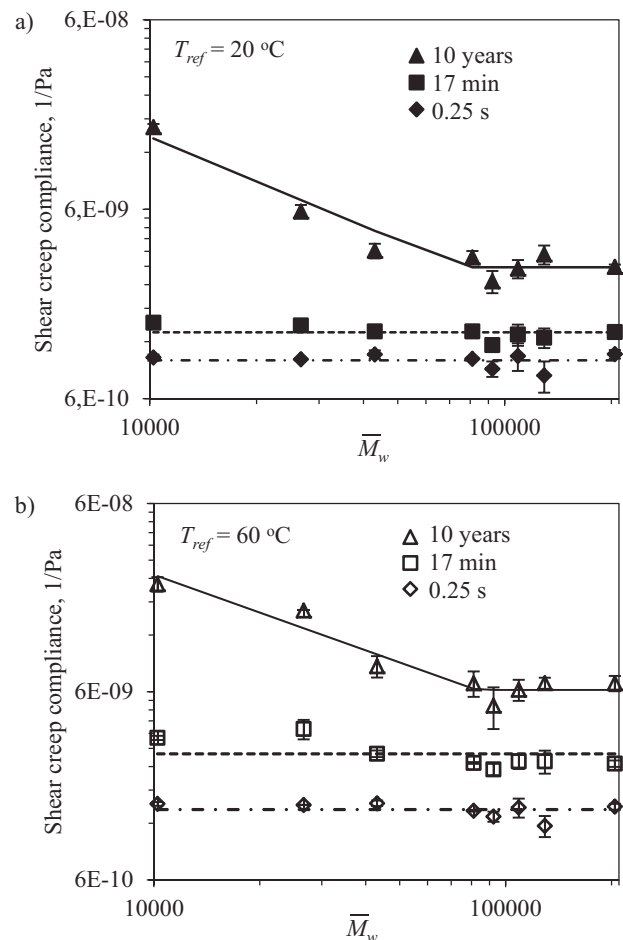 a)
6,E-08
T_ref = 20 °C
10 years
17 min
0.25 s
6,E-09
Shear creep compliance, 1/Pa
6,E-10
10000
100000
M̅_w
b)
6E-08
T_ref = 60 °C
10 years
17 min
0.25 s
6E-09
Shear creep compliance, 1/Pa
6E-10
10000
100000
M̅_w